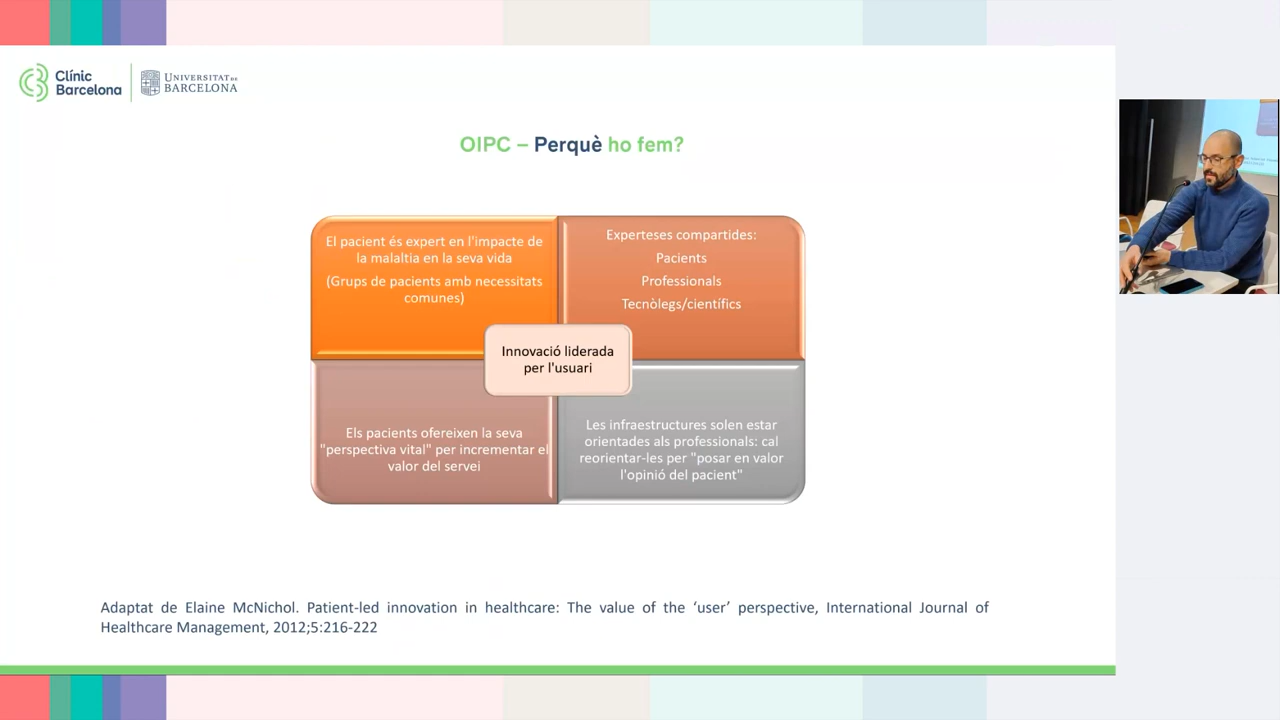 Clínic
Barcelona
UNIVERSITAT DE
BARCELONA
OIPC – Perquè ho fem?
El pacient és expert en l'impacte de
la malaltia en la seva vida
(Grups de pacients amb necessitats
comunes)
Experteses compartides:
Pacients
Professionals
Tecnòlegs/científics
Innovació liderada
per l'usuari
Els pacients ofereixen la seva
"perspectiva vital" per incrementar el
valor del servei
Les infraestructures solen estar
orientades als professionals: cal
reorientar-les per "posar en valor
l'opinió del pacient"
Adaptat de Elaine McNichol. Patient-led innovation in healthcare: The value of the ‘user’ perspective, International Journal of
Healthcare Management, 2012;5:216-222